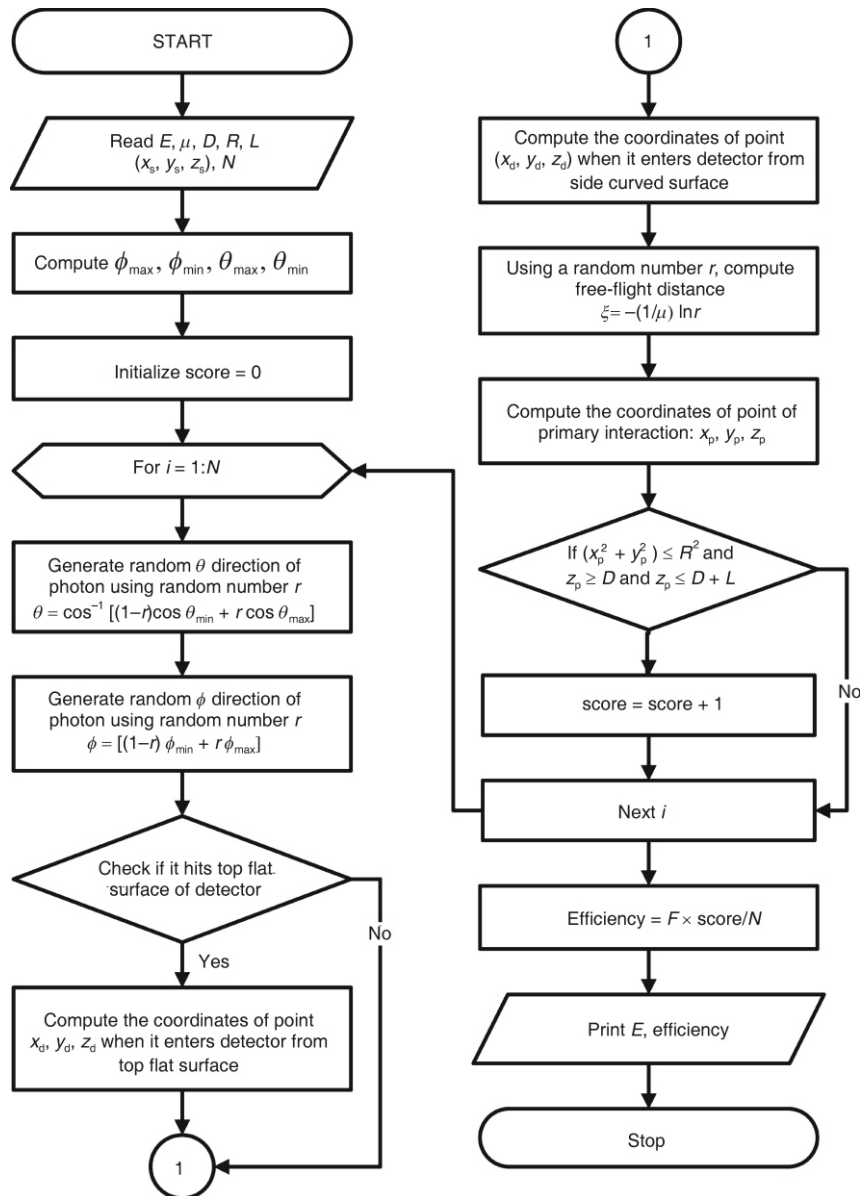 START
Read E, μ, D, R, L
(xₛ, yₛ, zₛ), N
Compute ϕmax, ϕmin, θmax, θmin
Initialize score = 0
For i = 1:N
Generate random θ direction of
photon using random number r
θ = cos⁻¹ [(1–r)cos θmin + r cos θmax]
Generate random ϕ direction of
photon using random number r
ϕ = [(1–r) ϕmin + r ϕmax]
Check if it hits top flat
surface of detector
No
Yes
Compute the coordinates of point
xd, yd, zd when it enters detector from
top flat surface
1
1
Compute the coordinates of point
(xd, yd, zd) when it enters detector from
side curved surface
Using a random number r, compute
free-flight distance
ξ= –(1/μ) lnr
Compute the coordinates of point of
primary interaction: xp, yp, zp
If (xp² + yp² ) ≤ R² and
zp ≥ D and zp ≤ D + L
No
score = score + 1
Next i
Efficiency = F × score/N
Print E, efficiency
Stop